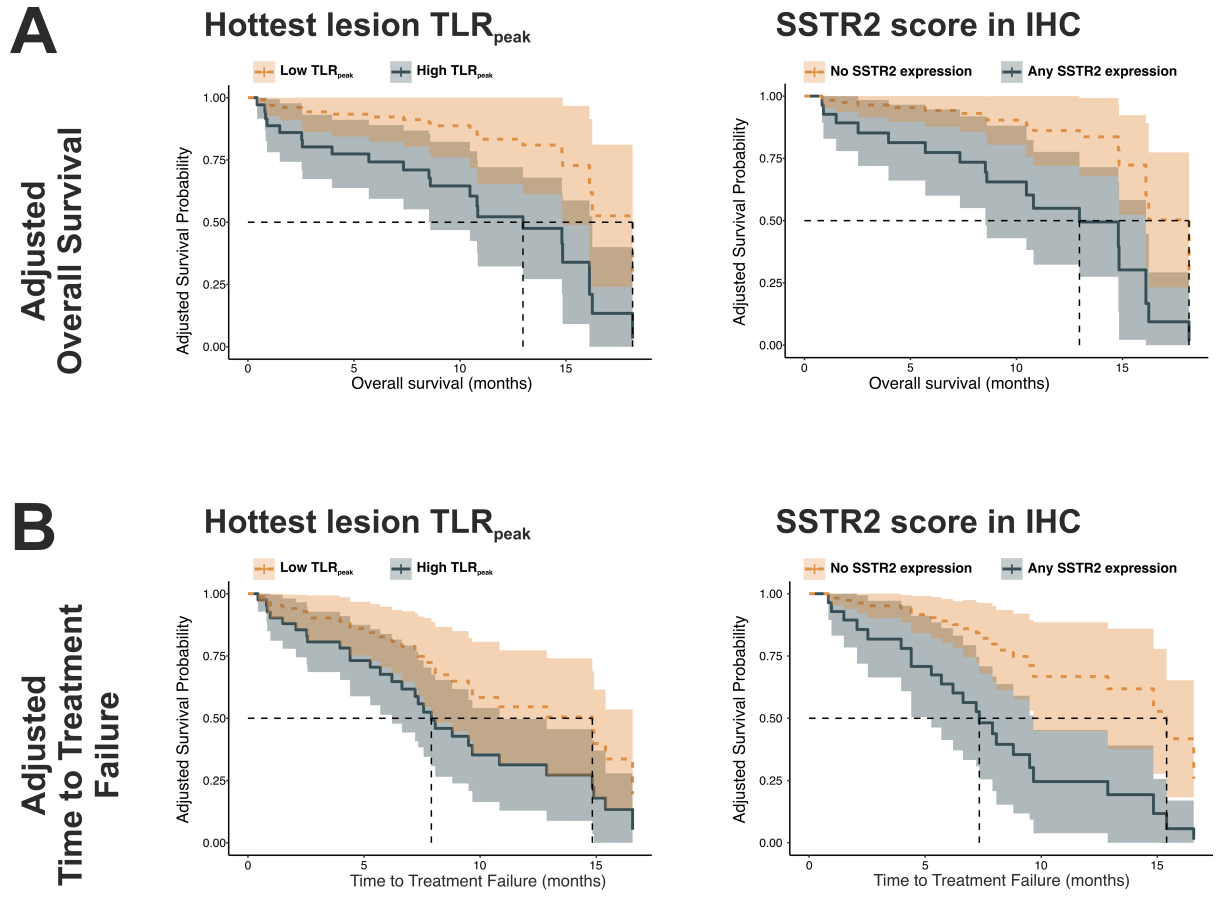 A
Hottest lesion TLRpeak
SSTR2 score in IHC
Low TLRpeak
High TLRpeak
No SSTR2 expression
Any SSTR2 expression
Adjusted
Overall Survival
Adjusted Survival Probability
1.00
0.75
0.50
0.25
0.00
0
5
10
15
Overall survival (months)
Adjusted Survival Probability
1.00
0.75
0.50
0.25
0.00
0
5
10
15
Overall survival (months)
B
Hottest lesion TLRpeak
SSTR2 score in IHC
Low TLRpeak
High TLRpeak
No SSTR2 expression
Any SSTR2 expression
Adjusted
Time to Treatment
Failure
Adjusted Survival Probability
1.00
0.75
0.50
0.25
0.00
0
5
10
15
Time to Treatment Failure (months)
Adjusted Survival Probability
1.00
0.75
0.50
0.25
0.00
0
5
10
15
Time to Treatment Failure (months)